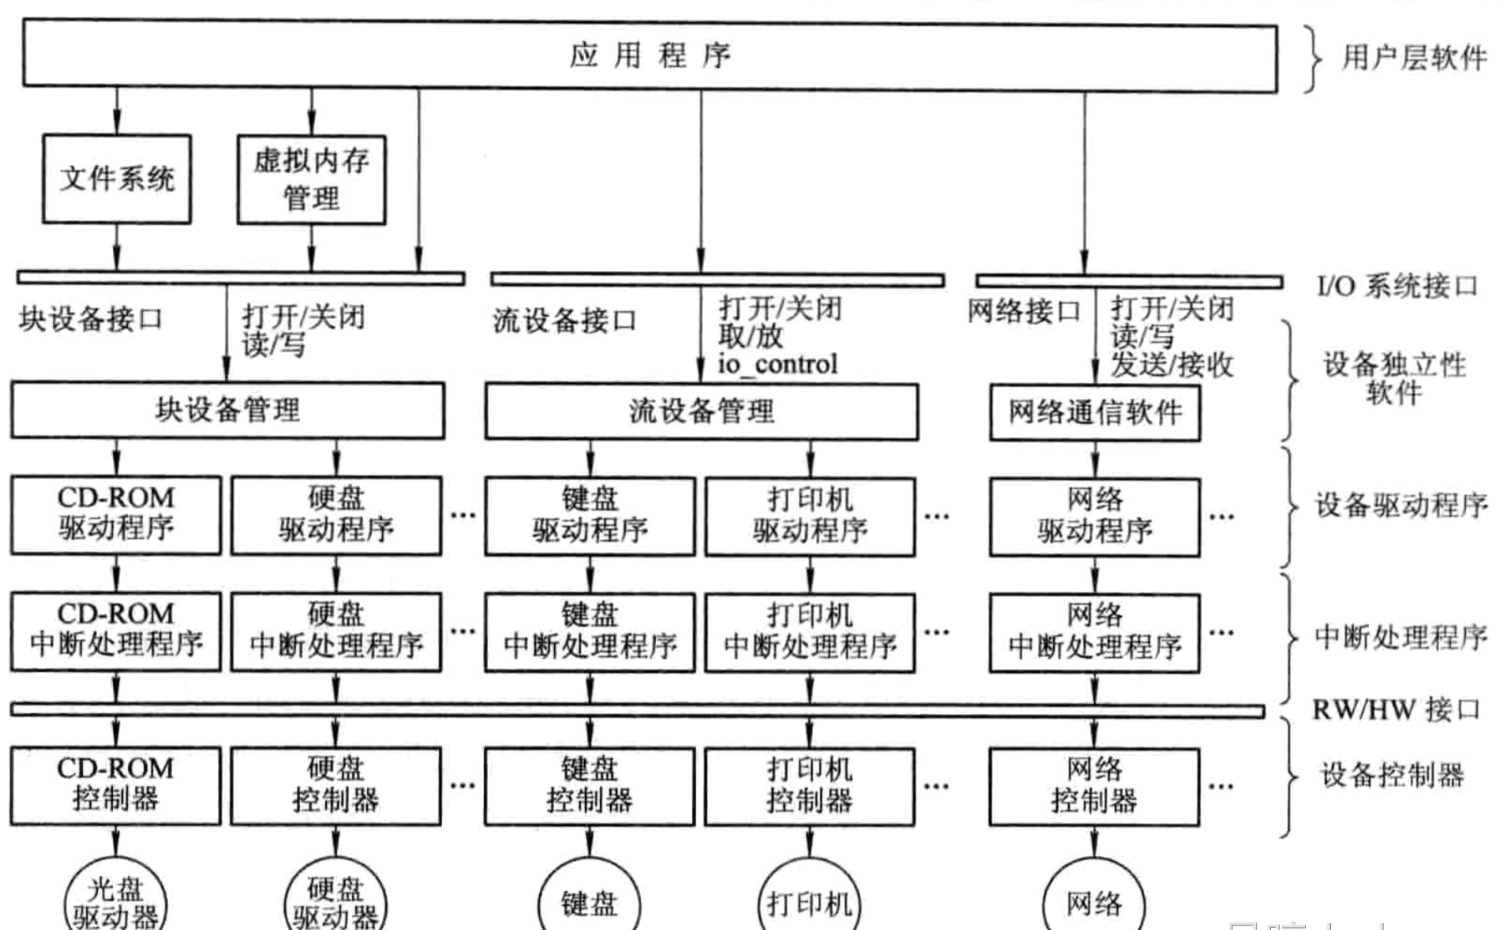 应用程序
用户层软件
文件系统
虚拟内存
管理
I/O 系统接口
块设备接口
打开/关闭
读/写
流设备接口
打开/关闭
取/放
io_control
网络接口
打开/关闭
读/写
发送/接收
设备独立性
软件
块设备管理
流设备管理
网络通信软件
CD-ROM
驱动程序
硬盘
驱动程序
...
键盘
驱动程序
打印机
驱动程序
...
网络
驱动程序
...
设备驱动程序
CD-ROM
中断处理程序
硬盘
中断处理程序
...
键盘
中断处理程序
打印机
中断处理程序
...
网络
中断处理程序
...
中断处理程序
RW/HW 接口
CD-ROM
控制器
硬盘
控制器
...
键盘
控制器
打印机
控制器
...
网络
控制器
...
设备控制器
光盘
驱动器
硬盘
驱动器
键盘
打印机
网络